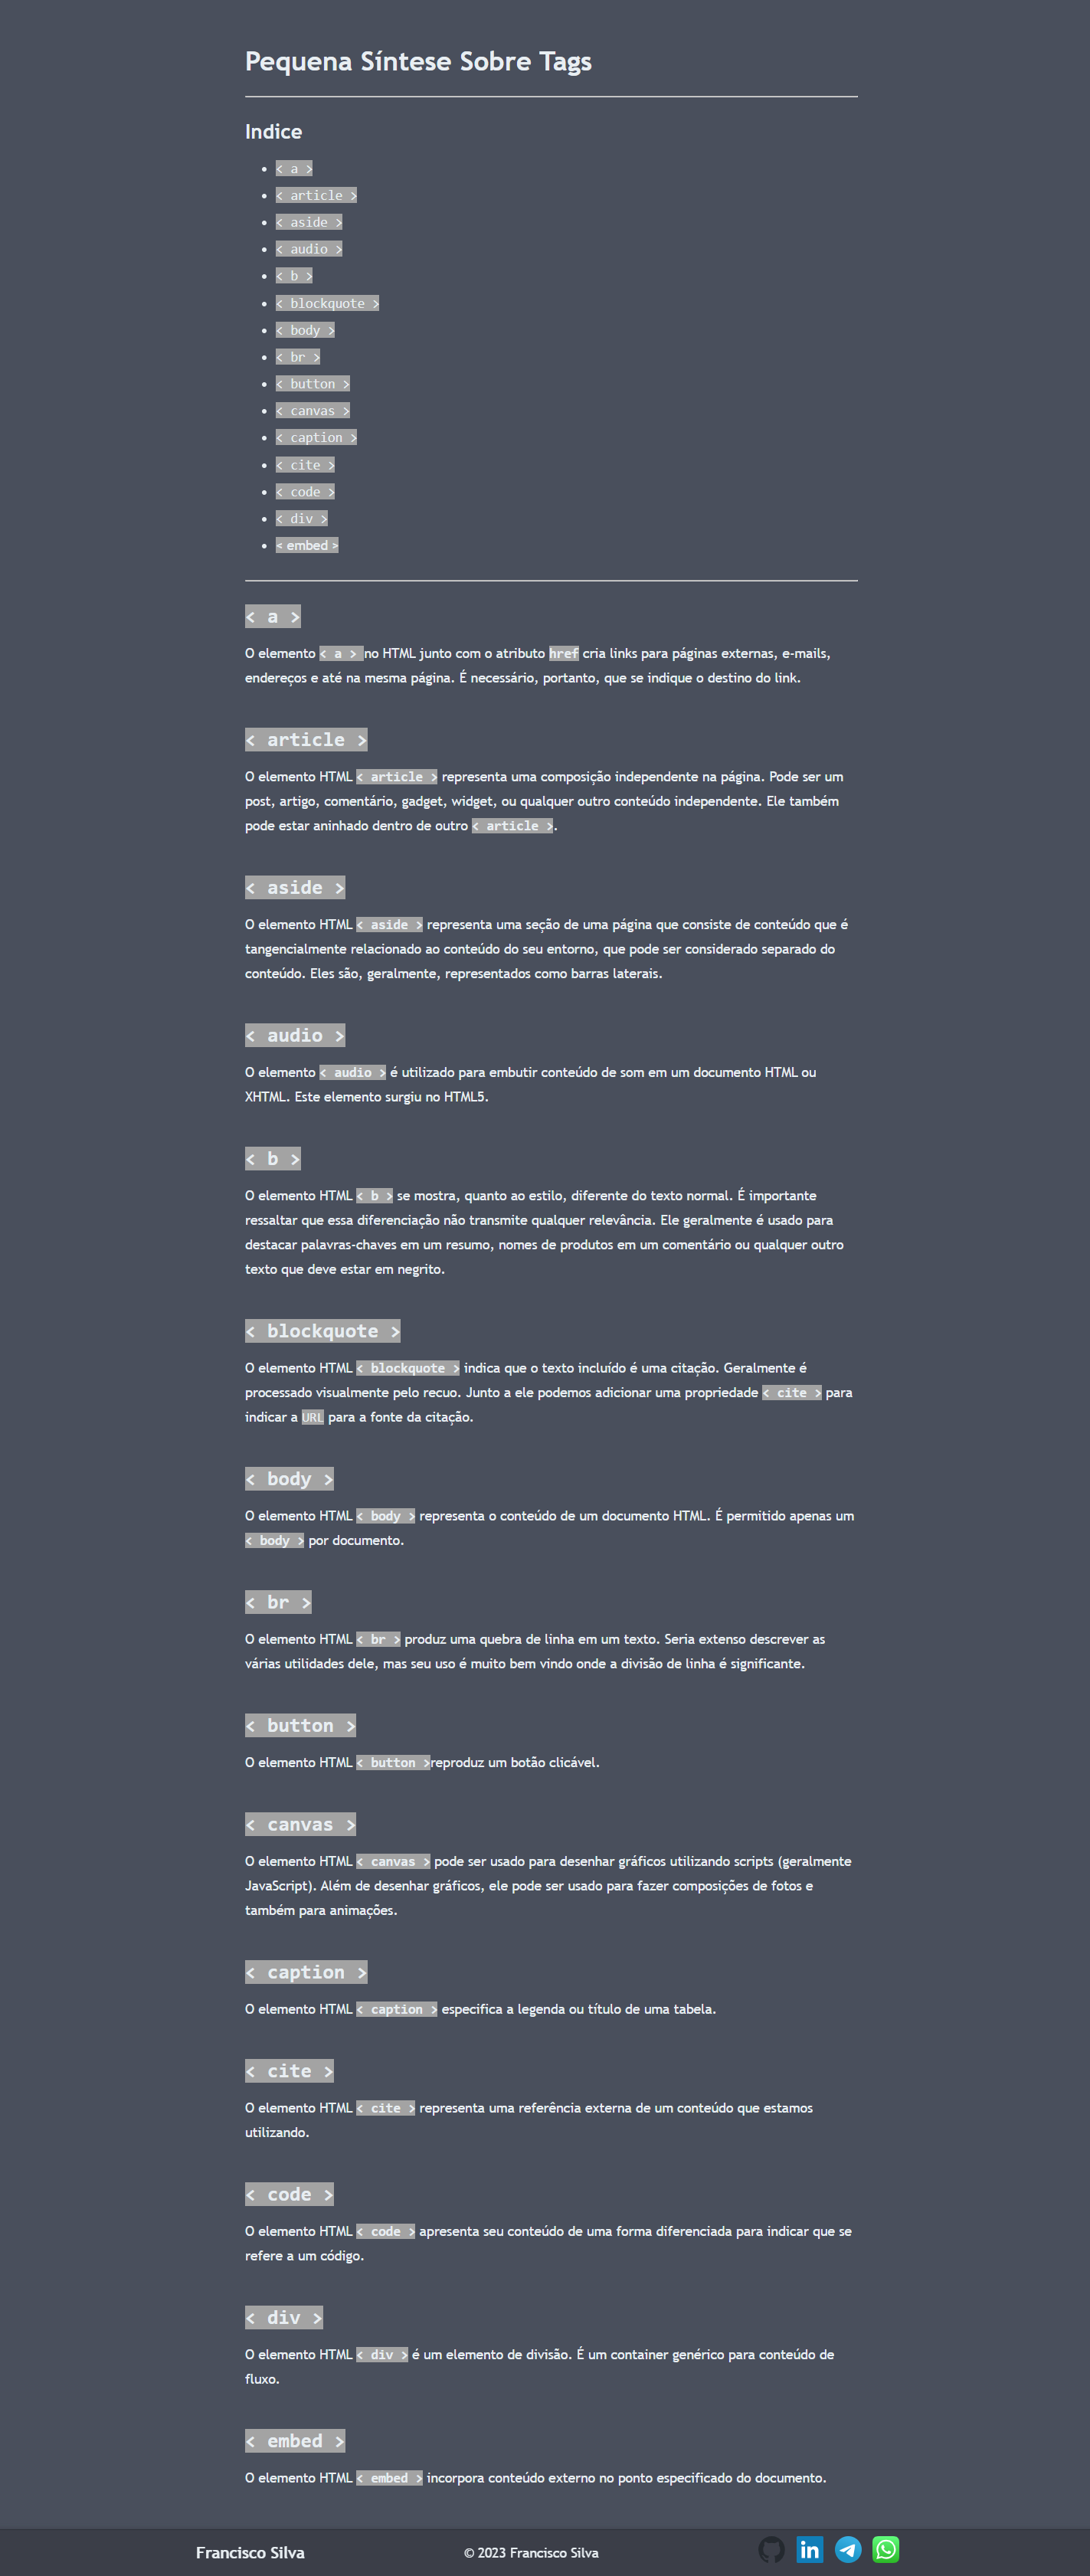 Pequena Síntese Sobre Tags
Indice
< a >
< article >
< aside >
< audio >
< b >
< blockquote >
< body >
< br >
< button >
< canvas >
< caption >
< cite >
< code >
< div >
< embed >
< a >
O elemento < a > no HTML junto com o atributo href cria links para páginas externas, e-mails,
endereços e até na mesma página. É necessário, portanto, que se indique o destino do link.
< article >
O elemento HTML < article > representa uma composição independente na página. Pode ser um
post, artigo, comentário, gadget, widget, ou qualquer outro conteúdo independente. Ele também
pode estar aninhado dentro de outro < article >.
< aside >
O elemento HTML < aside > representa uma seção de uma página que consiste de conteúdo que é
tangencialmente relacionado ao conteúdo do seu entorno, que pode ser considerado separado do
conteúdo. Eles são, geralmente, representados como barras laterais.
< audio >
O elemento < audio > é utilizado para embutir conteúdo de som em um documento HTML ou
XHTML. Este elemento surgiu no HTML5.
< b >
O elemento HTML < b > se mostra, quanto ao estilo, diferente do texto normal. É importante
ressaltar que essa diferenciação não transmite qualquer relevância. Ele geralmente é usado para
destacar palavras-chaves em um resumo, nomes de produtos em um comentário ou qualquer outro
texto que deve estar em negrito.
< blockquote >
O elemento HTML < blockquote > indica que o texto incluído é uma citação. Geralmente é
processado visualmente pelo recuo. Junto a ele podemos adicionar uma propriedade < cite > para
indicar a URL para a fonte da citação.
< body >
O elemento HTML < body > representa o conteúdo de um documento HTML. É permitido apenas um
< body > por documento.
< br >
O elemento HTML < br > produz uma quebra de linha em um texto. Seria extenso descrever as
várias utilidades dele, mas seu uso é muito bem vindo onde a divisão de linha é significante.
< button >
O elemento HTML < button >reproduz um botão clicável.
< canvas >
O elemento HTML < canvas > pode ser usado para desenhar gráficos utilizando scripts (geralmente
JavaScript). Além de desenhar gráficos, ele pode ser usado para fazer composições de fotos e
também para animações.
< caption >
O elemento HTML < caption > especifica a legenda ou título de uma tabela.
< cite >
O elemento HTML < cite > representa uma referência externa de um conteúdo que estamos
utilizando.
< code >
O elemento HTML < code > apresenta seu conteúdo de uma forma diferenciada para indicar que se
refere a um código.
< div >
O elemento HTML < div > é um elemento de divisão. É um container genérico para conteúdo de
fluxo.
< embed >
O elemento HTML < embed > incorpora conteúdo externo no ponto especificado do documento.
Francisco Silva © 2023 Francisco Silva in